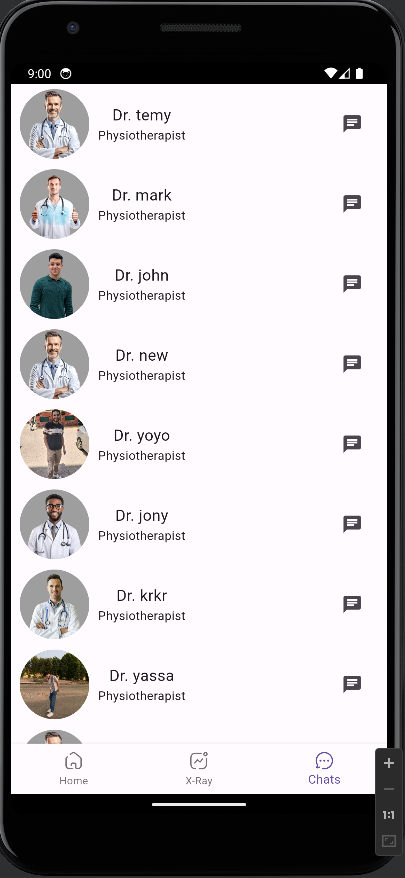 9:00
Dr. temy
Physiotherapist
Dr. mark
Physiotherapist
Dr. john
Physiotherapist
Dr. new
Physiotherapist
Dr. yoyo
Physiotherapist
Dr. jony
Physiotherapist
Dr. krkr
Physiotherapist
Dr. yassa
Physiotherapist
Home
X-Ray
Chats
1:1